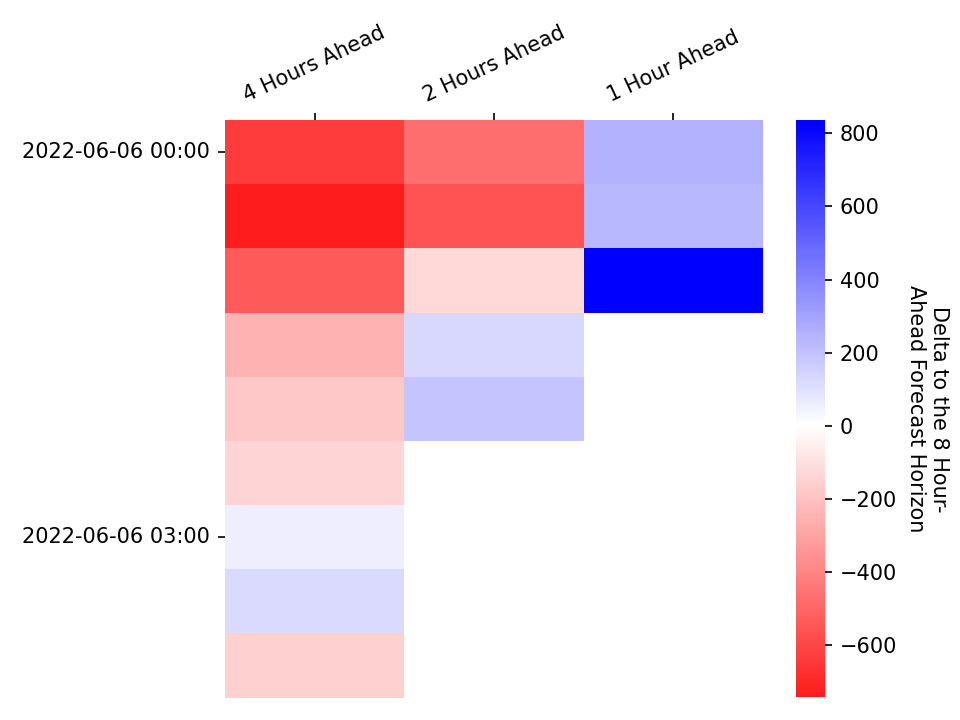 4 Hours Ahead
2 Hours Ahead
1 Hour Ahead
2022-06-06 00:00
2022-06-06 03:00
800
600
400
200
0
−200
−400
−600
Delta to the 8 Hour-
Ahead Forecast Horizon